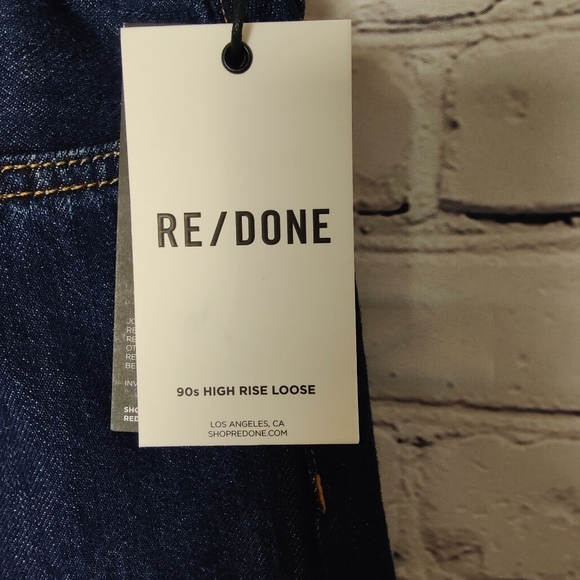 RE/DONE
90s HIGH RISE LOOSE
LOS ANGELES, CA
SHOPREDONE.COM